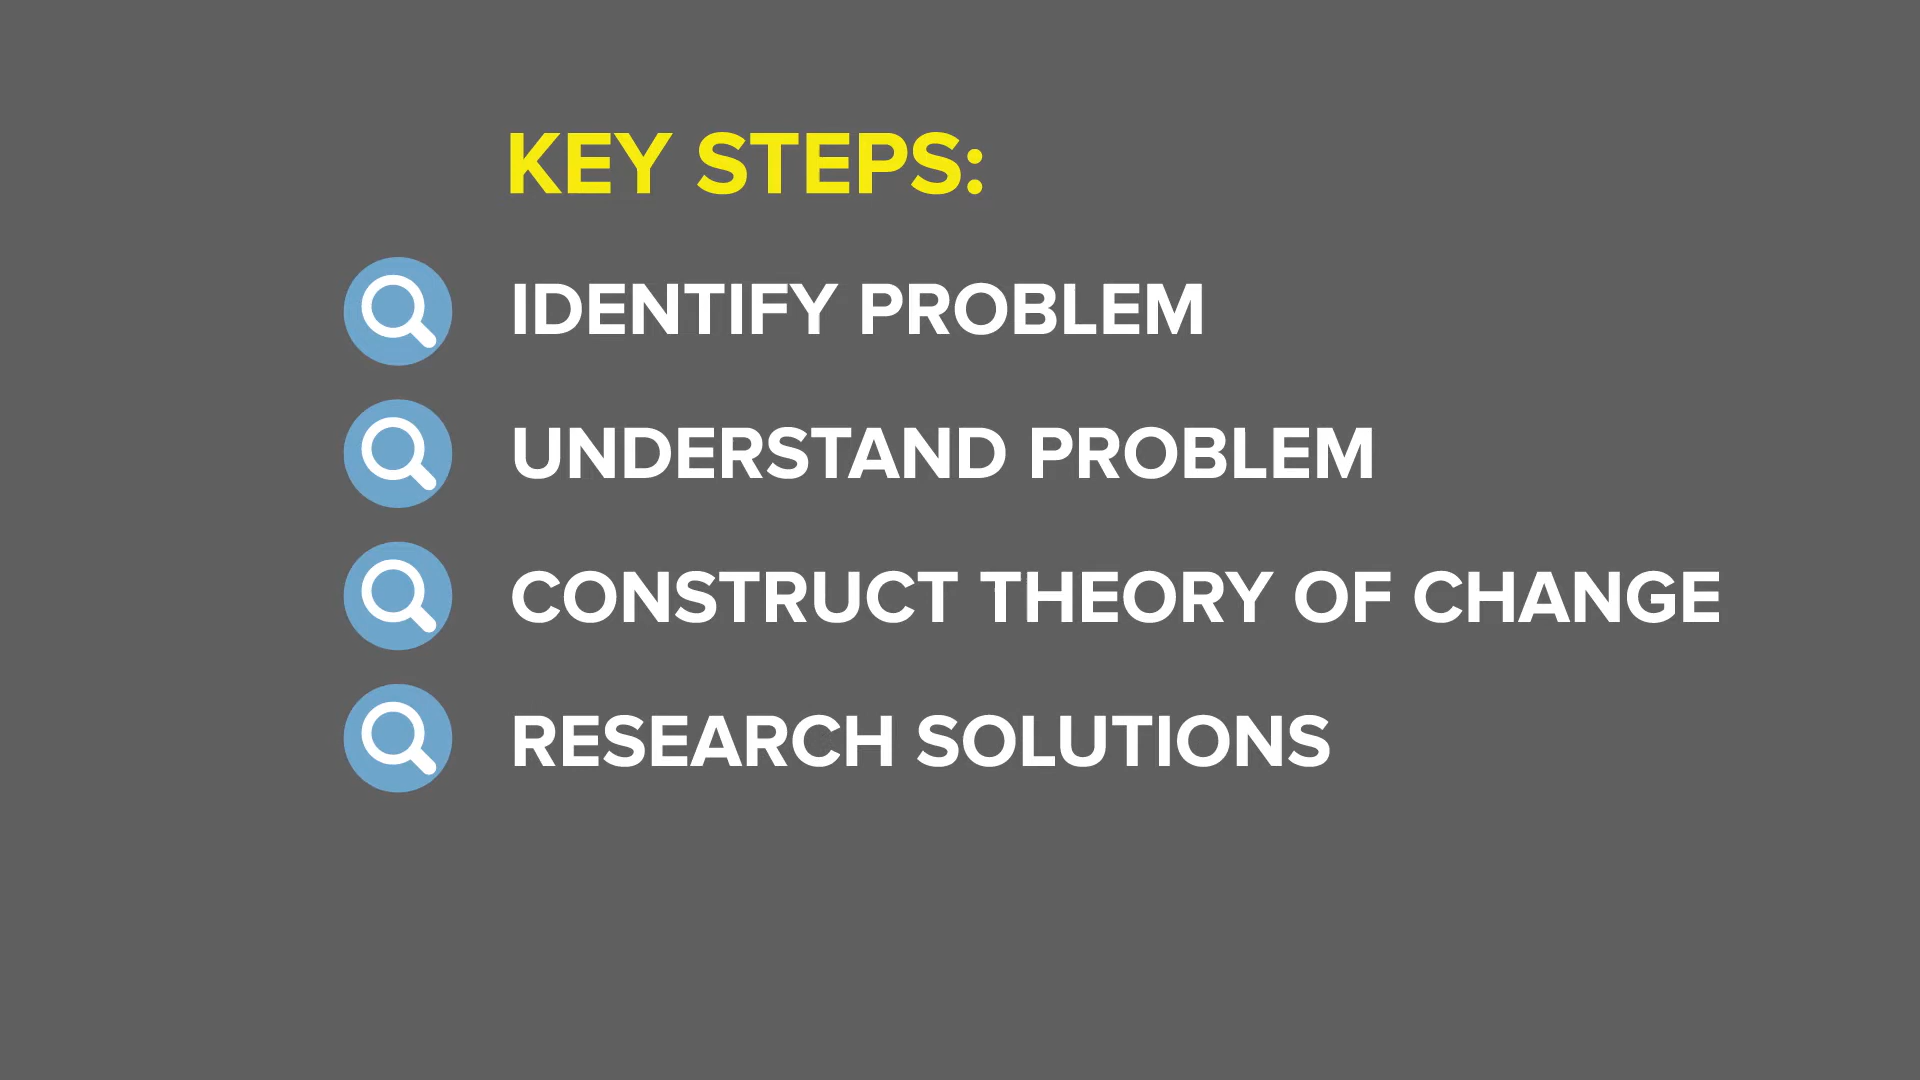 KEY STEPS:
IDENTIFY PROBLEM
UNDERSTAND PROBLEM
CONSTRUCT THEORY OF CHANGE
RESEARCH SOLUTIONS